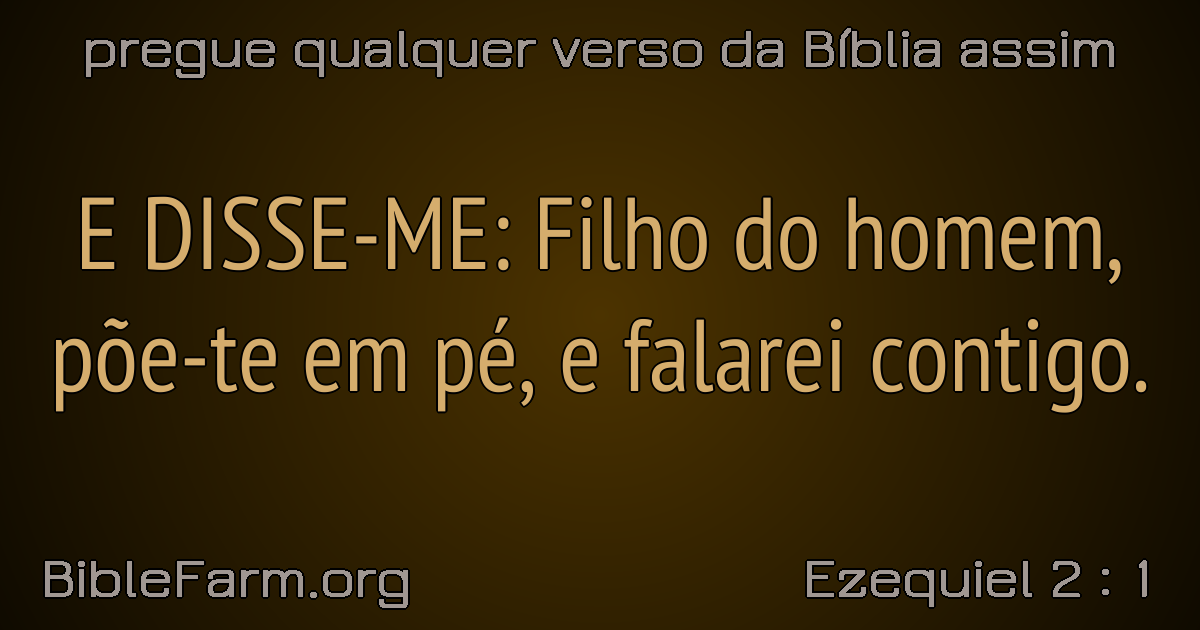 pregue qualquer verso da Bíblia assim
E DISSE-ME: Filho do homem,
põe-te em pé, e falarei contigo.
BibleFarm.org
Ezequiel 2 : 1